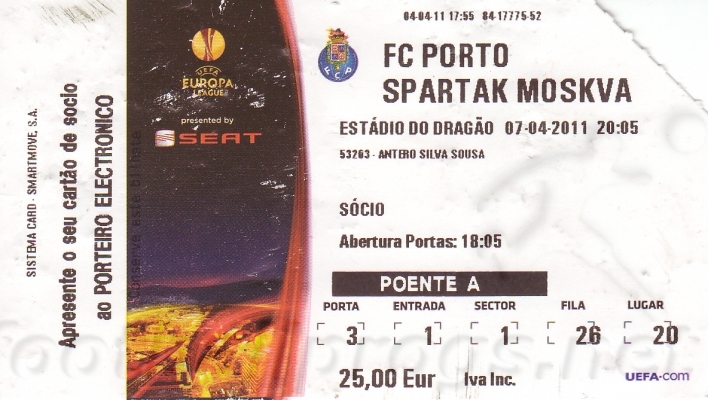 04-04-11 17:55 84-17775-52
FC PORTO
SPARTAK MOSKVA
ESTÁDIO DO DRAGÃO 07-04-2011 20:05
53263 - ANTERO SILVA SOUSA
SÓCIO
Abertura Portas: 18:05
POENTE A
PORTA ENTRADA SECTOR FILA LUGAR
3 1 1 26 20
25,00 Eur Iva Inc.
UEFA.com
UEFA
EUROPA
LEAGUE
presented by
SEAT
FCP
SISTEMA CARD - SMARTMOVE, S.A.
Apresente o seu cartão de socio
ao PORTEIRO ELECTRONICO